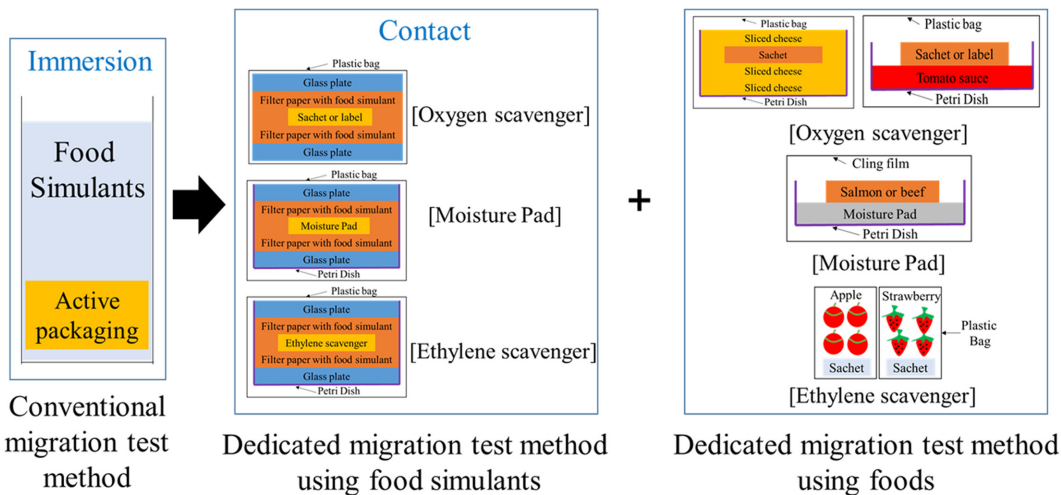 Immersion
Food
Simulants
Active
packaging
Conventional
migration test
method
Contact
Plastic bag
Glass plate
Filter paper with food simulant
Sachet or label
Filter paper with food simulant
Glass plate
[Oxygen scavenger]
Plastic bag
Glass plate
Filter paper with food simulant
Moisture Pad
Filter paper with food simulant
Glass plate
Petri Dish
[Moisture Pad]
Plastic bag
Glass plate
Filter paper with food simulant
Ethylene scavenger
Filter paper with food simulant
Glass plate
Petri Dish
[Ethylene scavenger]
Dedicated migration test method
using food simulants
+
Plastic bag
Sliced cheese
Sachet
Sliced cheese
Sliced cheese
Petri Dish
Plastic bag
Sachet or label
Tomato sauce
Petri Dish
[Oxygen scavenger]
Cling film
Salmon or beef
Moisture Pad
Petri Dish
[Moisture Pad]
Apple
Sachet
Strawberry
Sachet
Plastic
Bag
[Ethylene scavenger]
Dedicated migration test method
using foods